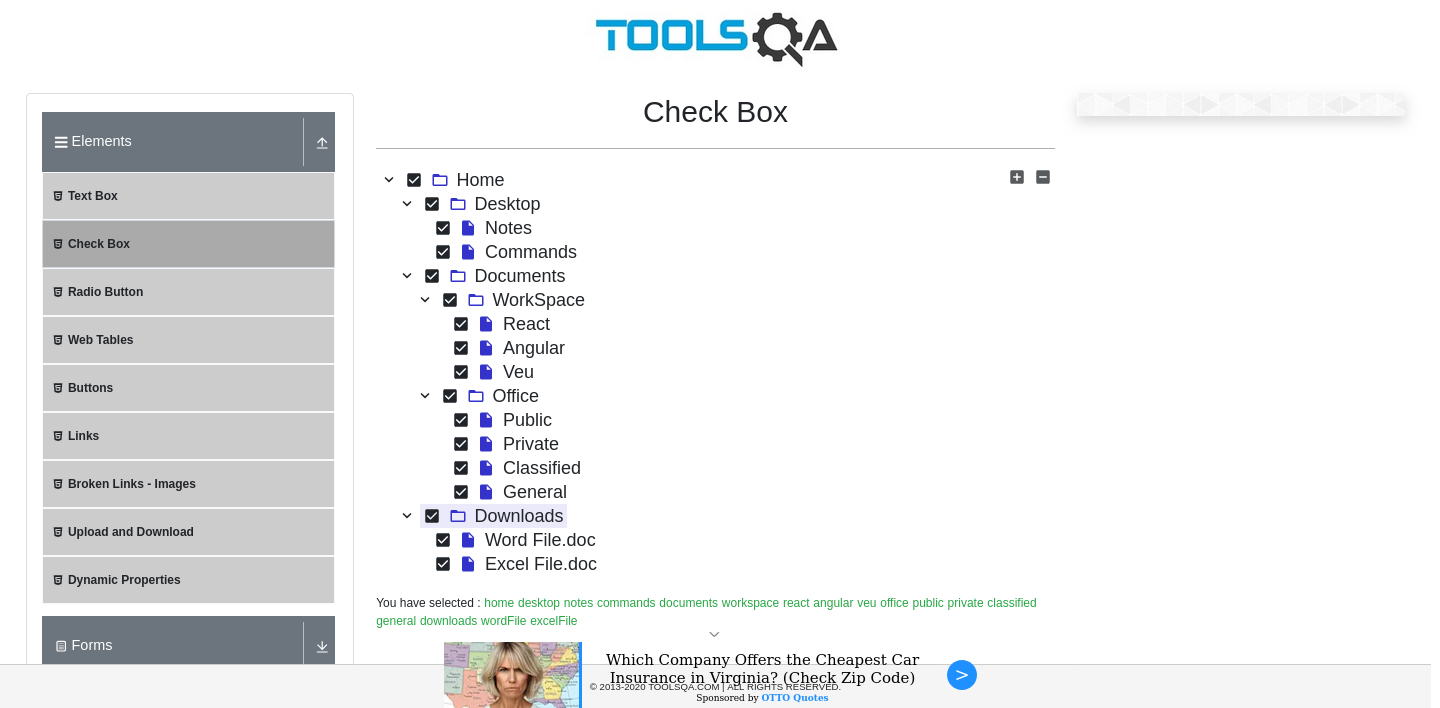 TOOLSQA
Elements
Text Box
Check Box
Radio Button
Web Tables
Buttons
Links
Broken Links - Images
Upload and Download
Dynamic Properties
Forms
Check Box
Home
Desktop
Notes
Commands
Documents
WorkSpace
React
Angular
Veu
Office
Public
Private
Classified
General
Downloads
Word File.doc
Excel File.doc
You have selected : home desktop notes commands documents workspace react angular veu office public private classified
general downloads wordFile excelFile
Which Company Offers the Cheapest Car
Insurance in Virginia? (Check Zip Code)
Sponsored by OTTO Quotes
© 2013-2020 TOOLSQA.COM | ALL RIGHTS RESERVED.